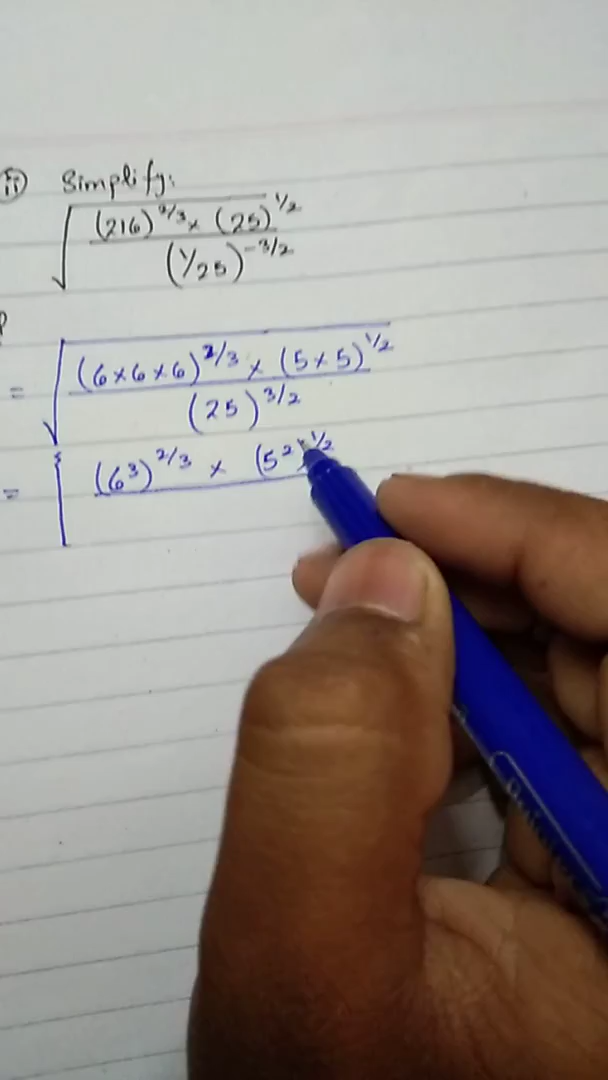 ii) Simplify:
√((216)^2/3 × (25)^1/2
(1/25)^-3/2
= √((6×6×6)^2/3 × (5×5)^1/2
(25)^3/2
= (6^3)^2/3 × (5^2)^1/2